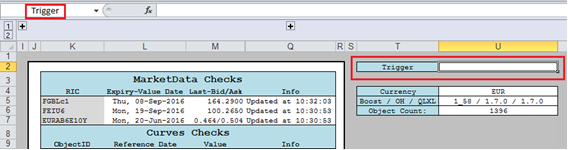 Trigger
fx
1
2
I J K L M Q R S T U
1
2 Trigger
3 MarketData Checks
4 RIC Expiry-Value Date Last-Bid/Ask Info Currency EUR
5 FGBLc1 Thu, 08-Sep-2016 164.2900 Updated at 10:32:03 Boost / OH / QLXL 1_58 / 1.7.0 / 1.7.0
6 FEIU6 Mon, 19-Sep-2016 100.2650 Updated at 10:30:53 Object Count: 1396
7 EURAB6E10Y Mon, 20-Jun-2016 0.464/0.504 Updated at 10:30:53
8 Curves Checks
9 ObjectID Reference Date Value Info